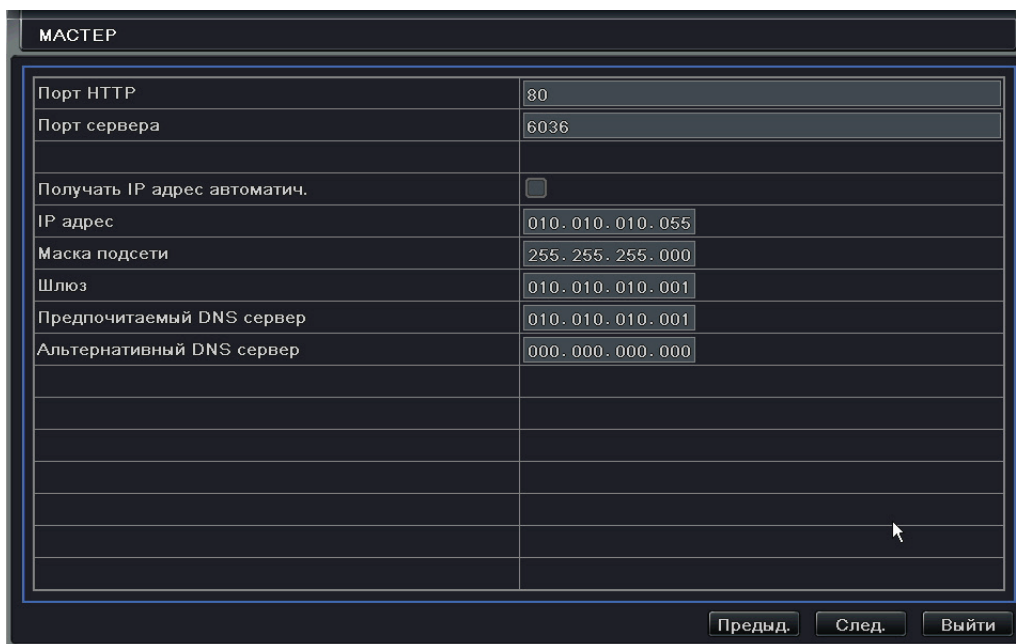 МАСТЕР
Порт HTTP 80
Порт сервера 6036
Получать IP адрес автоматич.
IP адрес 010.010.010.055
Маска подсети 255.255.255.000
Шлюз 010.010.010.001
Предпочитаемый DNS сервер 010.010.010.001
Альтернативный DNS сервер 000.000.000.000
Предыд. След. Выйти